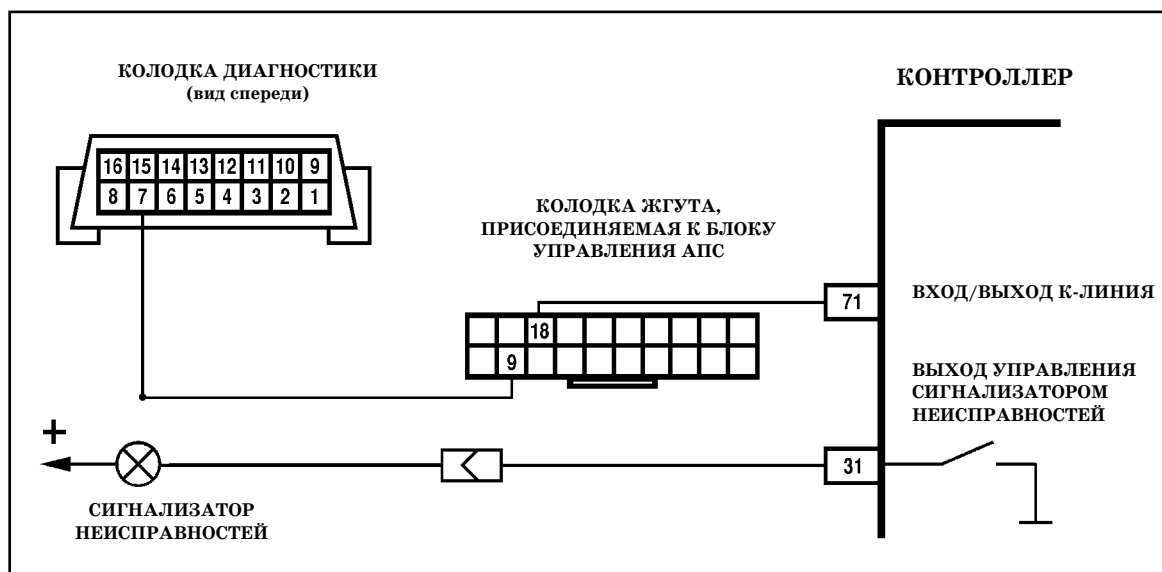 КОЛОДКА ДИАГНОСТИКИ
(вид спереди)
КОНТРОЛЛЕР
16 15 14 13 12 11 10 9
8 7 6 5 4 3 2 1
КОЛОДКА ЖГУТА,
ПРИСОЕДИНЯЕМАЯ К БЛОКУ
УПРАВЛЕНИЯ АПС
71
ВХОД/ВЫХОД К-ЛИНИЯ
18
9
ВЫХОД УПРАВЛЕНИЯ
СИГНАЛИЗАТОРОМ
НЕИСПРАВНОСТЕЙ
+
31
СИГНАЛИЗАТОР
НЕИСПРАВНОСТЕЙ